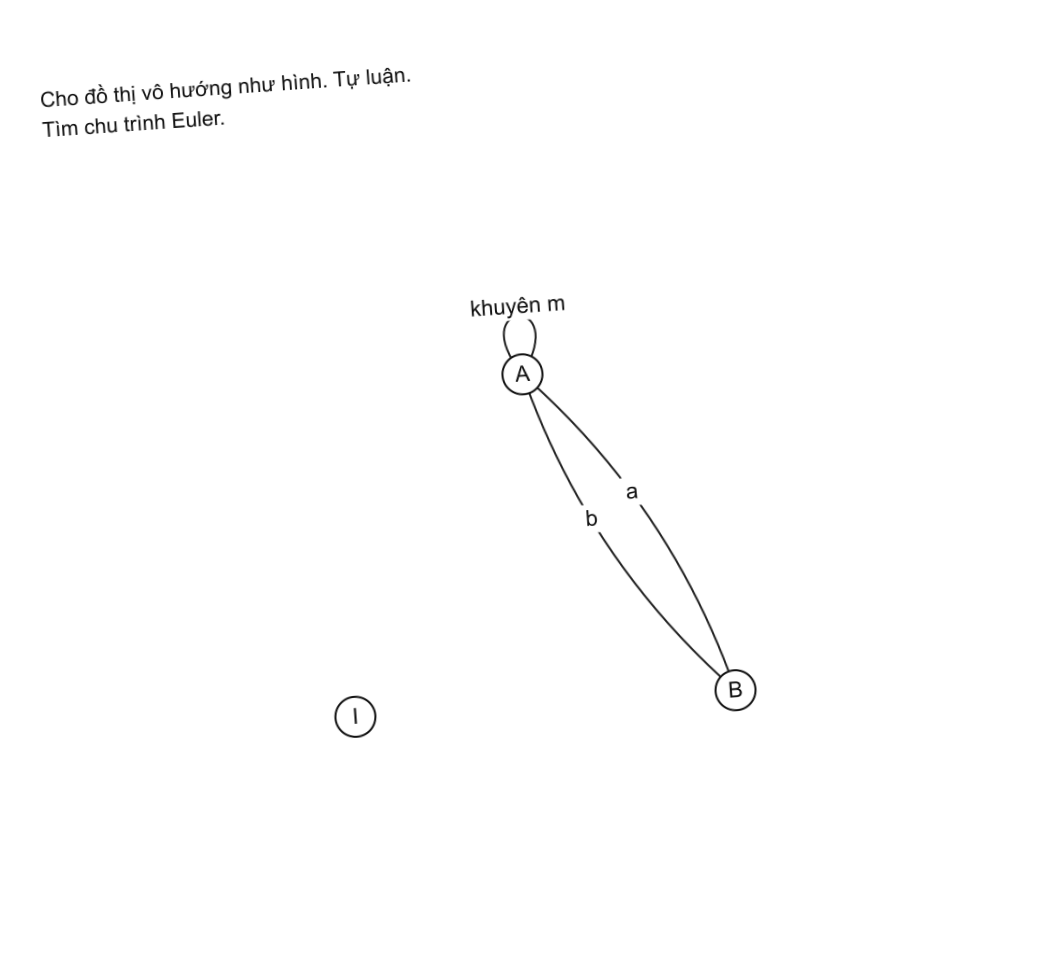 Cho đồ thị vô hướng như hình. Tự luận.
Tìm chu trình Euler.
khuyên m
A
a
b
B
I